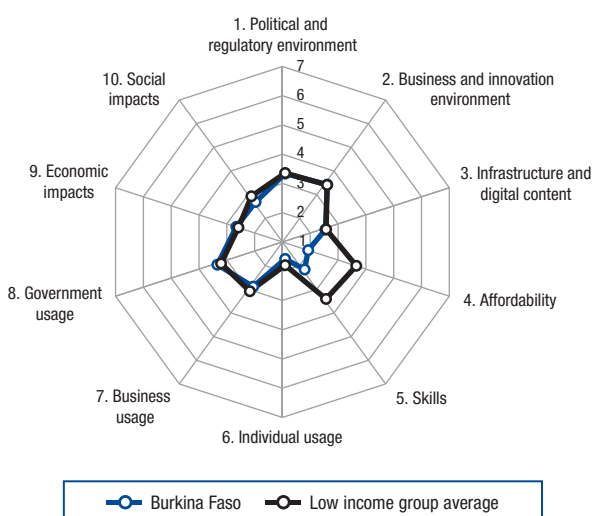 1. Political and
regulatory environment
2. Business and innovation
environment
3. Infrastructure and
digital content
4. Affordability
5. Skills
6. Individual usage
7. Business
usage
8. Government
usage
9. Economic
impacts
10. Social
impacts
7
6
5
4
3
2
1
Burkina Faso
Low income group average